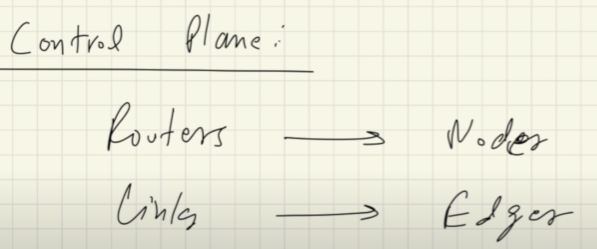 Control Plane:
Routers → Nodes
Links → Edges